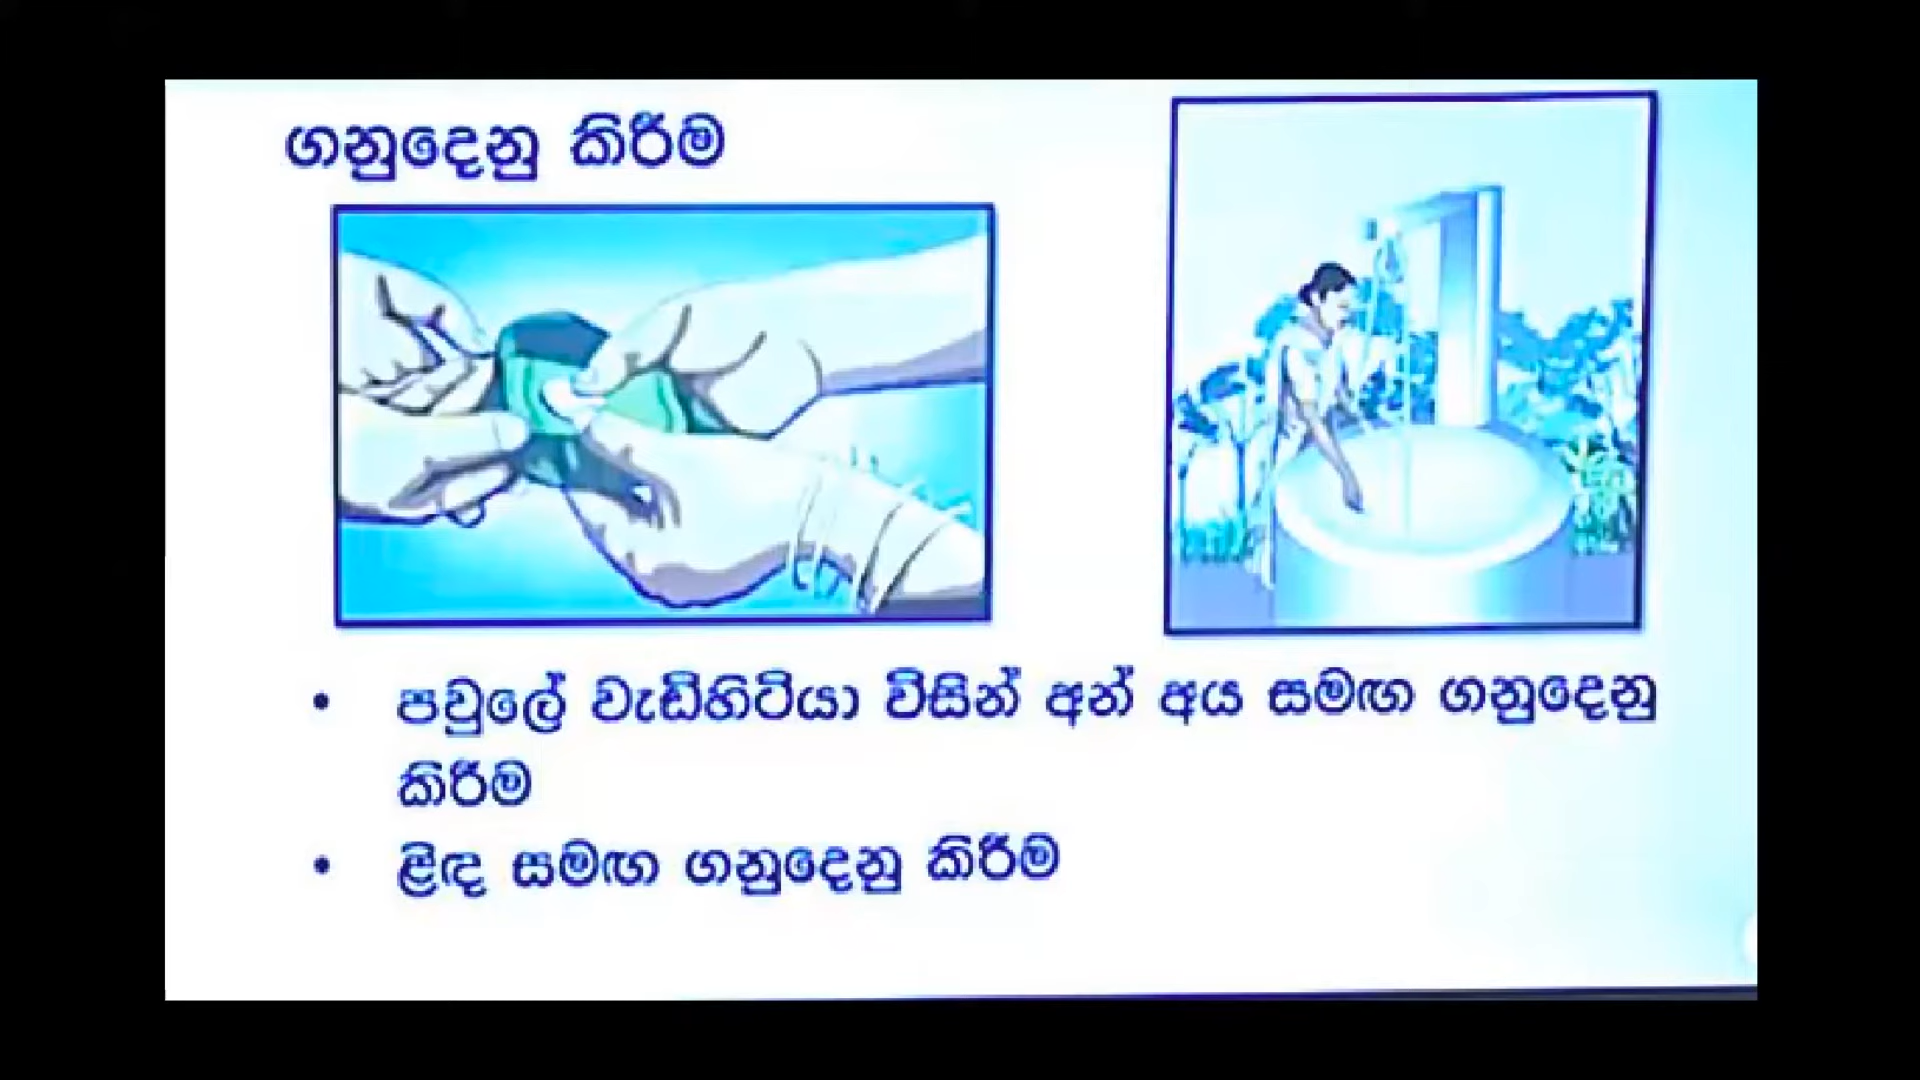 ගනුදෙනු කිරීම
• පවුලේ වැඩිහිටියා විසින් අන් අය සමඟ ගනුදෙනු
කිරීම
• ළිඳ සමඟ ගනුදෙනු කිරීම